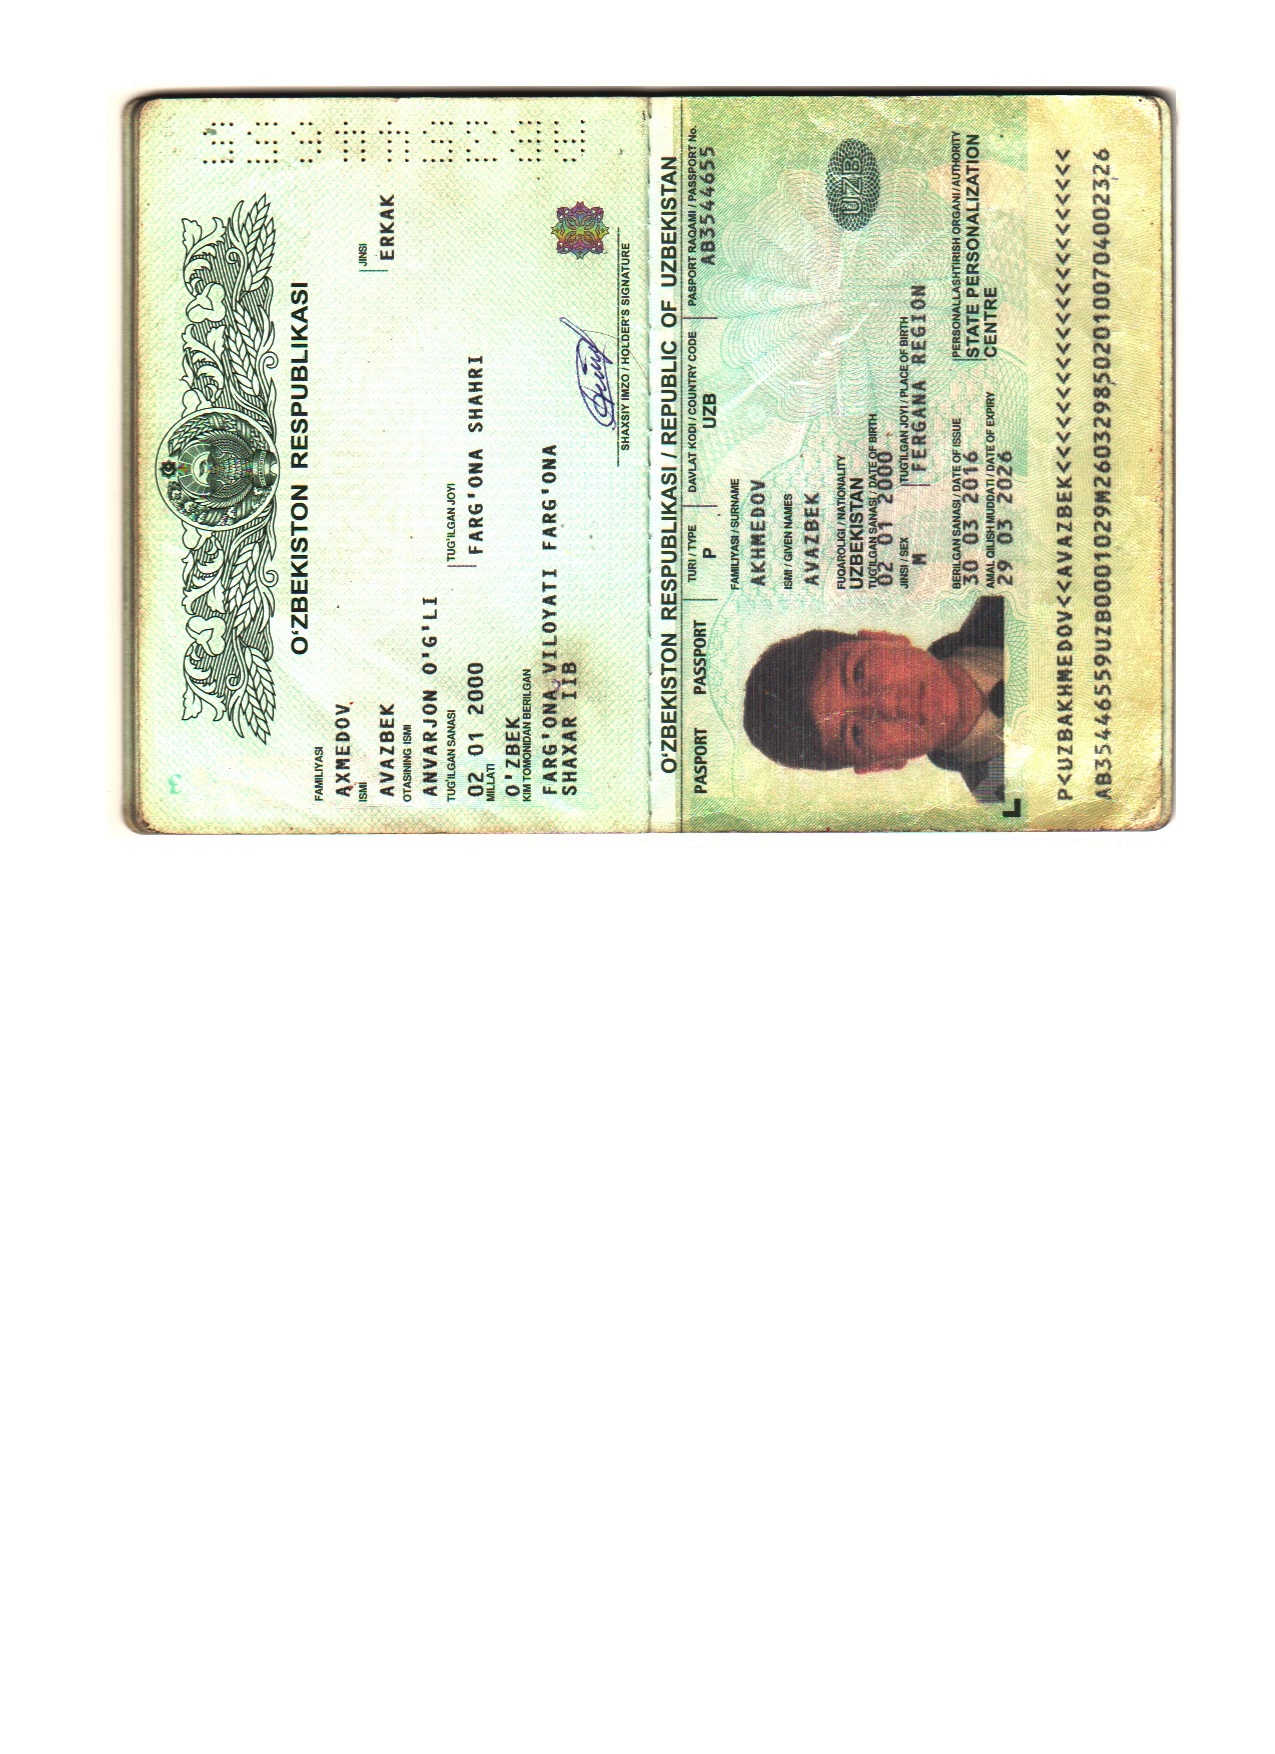 3
O‘ZBEKISTON RESPUBLIKASI
FAMILIYASI
AXMEDOV
ISMI
JINSI
AVAZBEK
ERKAK
OTASINING ISMI
ANVARJON O'G'LI
TUG‘ILGAN SANASI
TUG‘ILGAN JOYI
02 01 2000
FARG'ONA SHAHRI
MILLATI
O'ZBEK
KIM TOMONIDAN BERILGAN
FARG'ONA VILOYATI FARG'ONA
SHAXAR IIB
SHAXSIY IMZO / HOLDER'S SIGNATURE
AB3544655
O‘ZBEKISTON RESPUBLIKASI / REPUBLIC OF UZBEKISTAN
PASPORT PASSPORT
TURI / TYPE
DAVLAT KODI / COUNTRY CODE
PASPORT RAQAMI / PASSPORT No.
P
UZB
AB3544655
FAMILIYASI / SURNAME
AKHMEDOV
ISMI / GIVEN NAMES
AVAZBEK
FUQAROLIGI / NATIONALITY
UZBEKISTAN
UZB
TUG‘ILGAN SANASI / DATE OF BIRTH
02 01 2000
JINSI / SEX
TUG‘ILGAN JOYI / PLACE OF BIRTH
M
FERGANA REGION
BERILGAN SANASI / DATE OF ISSUE
PERSONALLASHTIRISH ORGANI / AUTHORITY
30 03 2016
STATE PERSONALIZATION
CENTRE
AMAL QILISH MUDDATI / DATE OF EXPIRY
29 03 2026
P<UZBAKHMEDOV<<AVAZBEK<<<<<<<<<<<<<<<<<<<<<<
AB35446559UZB0001029M26032985020100704002326